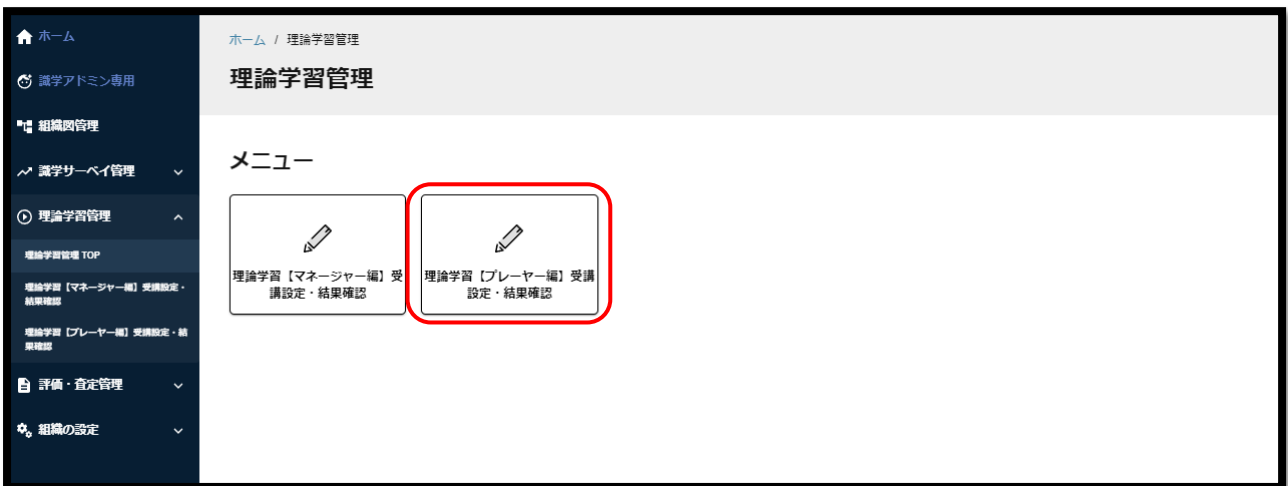 ホーム
識学アドミン専用
組織図管理
識学サーベイ管理
理論学習管理
理論学習管理 TOP
理論学習【マネージャー編】受講設定・
結果確認
理論学習【プレーヤー編】受講設定・結
果確認
評価・査定管理
組織の設定
ホーム / 理論学習管理
理論学習管理
メニュー
理論学習【マネージャー編】受
講設定・結果確認
理論学習【プレーヤー編】受講
設定・結果確認